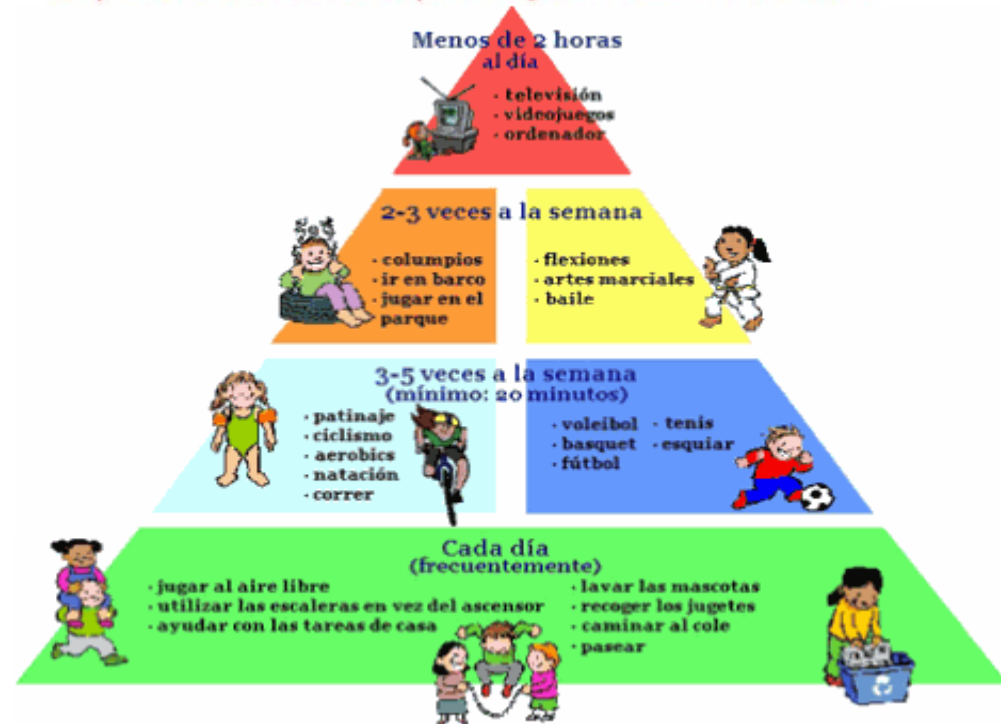 Menos de 2 horas
al día
· televisión
· videojuegos
· ordenador
2-3 veces a la semana
· columpios
· ir en barco
· jugar en el
parque
· flexiones
· artes marciales
· baile
3-5 veces a la semana
(mínimo: 20 minutos)
· patinaje
· ciclismo
· aerobics
· natación
· correr
· voleibol · tenis
· basquet · esquiar
· fútbol
Cada día
(frecuentemente)
· jugar al aire libre
· utilizar las escaleras en vez del ascensor
· ayudar con las tareas de casa
· lavar las mascotas
· recoger los jugetes
· caminar al cole
· pasear